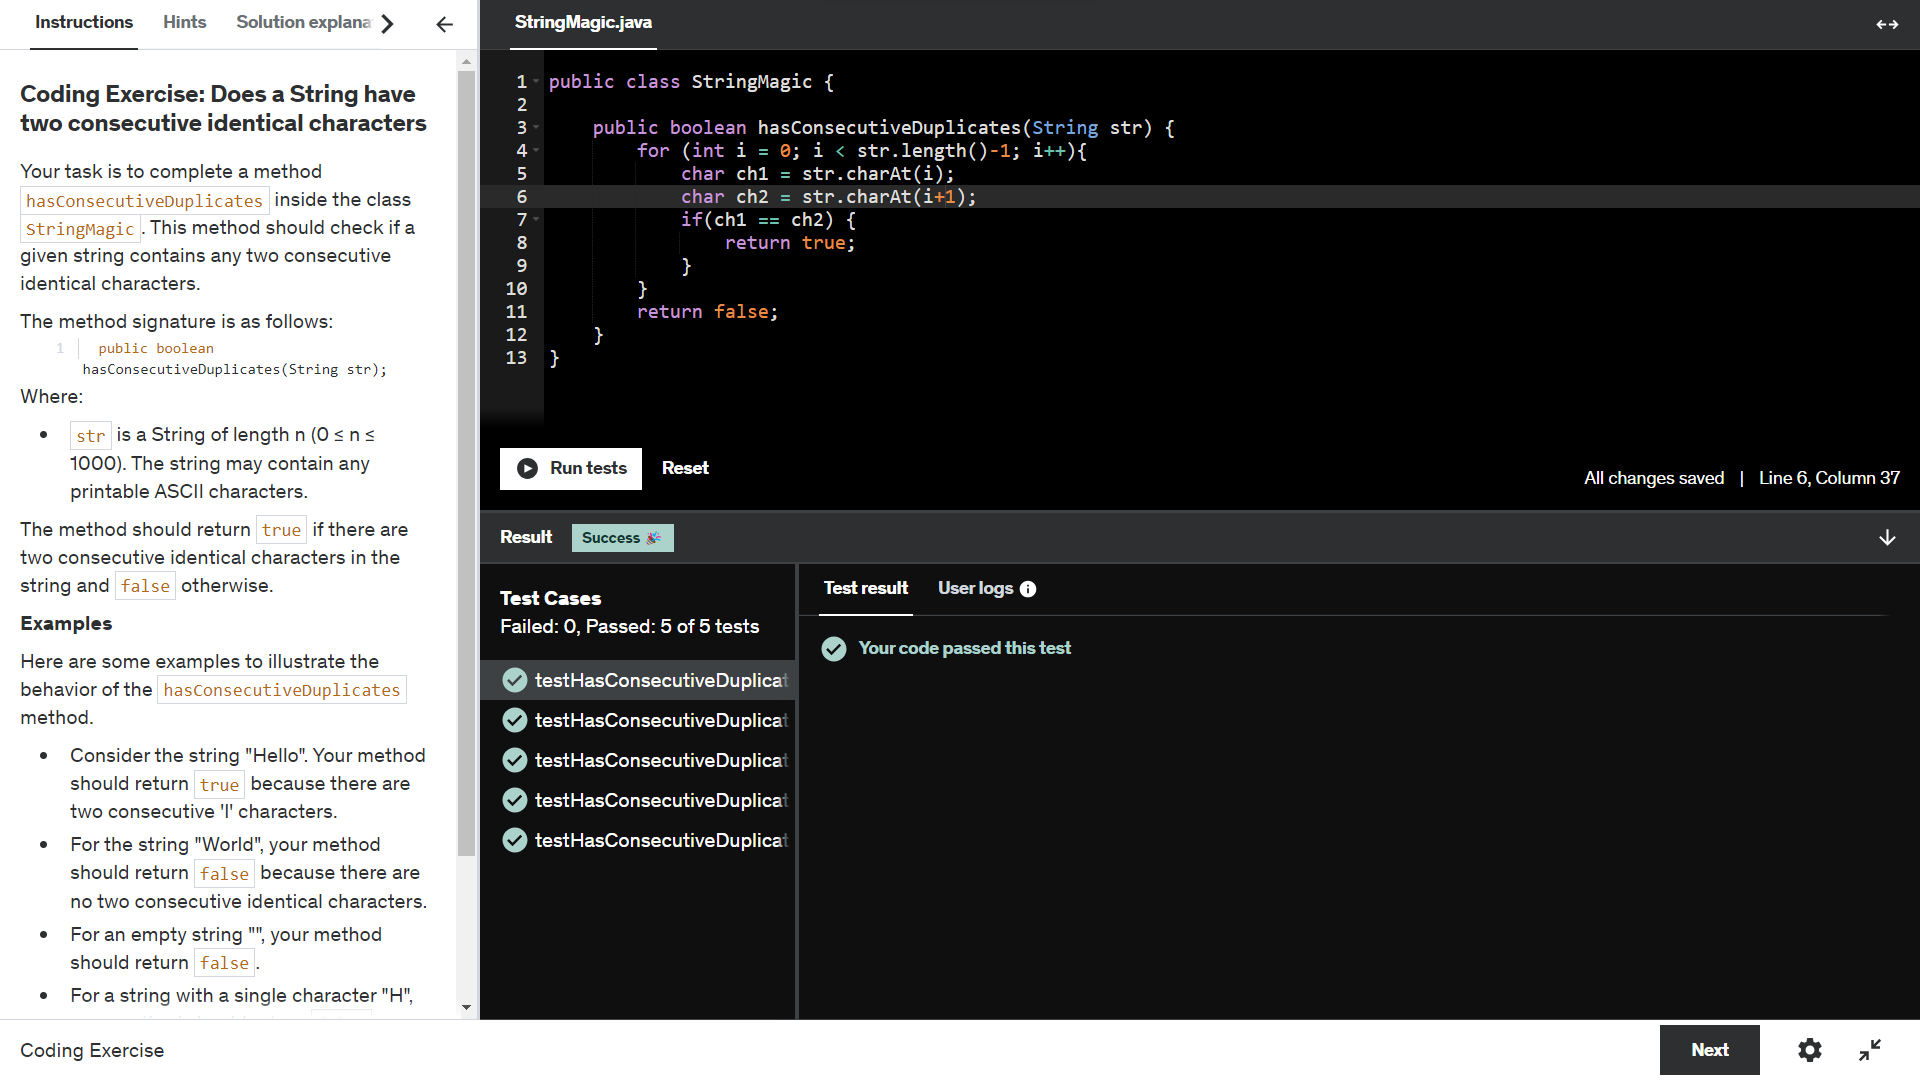 Instructions
Hints
Solution explana
Coding Exercise: Does a String have
two consecutive identical characters
Your task is to complete a method
hasConsecutiveDuplicates inside the class
StringMagic . This method should check if a
given string contains any two consecutive
identical characters.
The method signature is as follows:
1 public boolean
hasConsecutiveDuplicates(String str);
Where:
• str is a String of length n (0 ≤ n ≤
1000). The string may contain any
printable ASCII characters.
The method should return true if there are
two consecutive identical characters in the
string and false otherwise.
Examples
Here are some examples to illustrate the
behavior of the hasConsecutiveDuplicates
method.
• Consider the string "Hello". Your method
should return true because there are
two consecutive 'l' characters.
• For the string "World", your method
should return false because there are
no two consecutive identical characters.
• For an empty string "", your method
should return false .
• For a string with a single character "H",
StringMagic.java
1 public class StringMagic {
2
3 public boolean hasConsecutiveDuplicates(String str) {
4 for (int i = 0; i < str.length()-1; i++){
5 char ch1 = str.charAt(i);
6 char ch2 = str.charAt(i+1);
7 if(ch1 == ch2) {
8 return true;
9 }
10 }
11 return false;
12 }
13 }
Run tests
Reset
All changes saved | Line 6, Column 37
Result
Success 🎉
Test Cases
Failed: 0, Passed: 5 of 5 tests
testHasConsecutiveDuplicat
testHasConsecutiveDuplicat
testHasConsecutiveDuplicat
testHasConsecutiveDuplicat
testHasConsecutiveDuplicat
Test result
User logs
Your code passed this test
Coding Exercise
Next